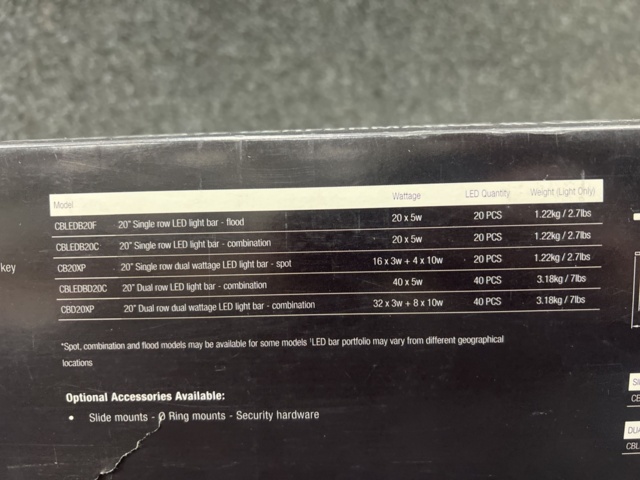 Model Wattage LED Quantity Weight (Light Only)
CBLEDB20F 20" Single row LED light bar - flood 20 x 5w 20 PCS 1.22kg / 2.7lbs
CBLEDB20C 20" Single row LED light bar - combination 20 x 5w 20 PCS 1.22kg / 2.7lbs
CB20XP 20" Single row dual wattage LED light bar - spot 16 x 3w + 4 x 10w 20 PCS 1.22kg / 2.7lbs
CBLEDBD20C 20" Dual row LED light bar - combination 40 x 5w 40 PCS 3.18kg / 7lbs
CBD20XP 20" Dual row dual wattage LED light bar - combination 32 x 3w + 8 x 10w 40 PCS 3.18kg / 7lbs
key
*Spot, combination and flood models may be available for some models ¹LED bar portfolio may vary from different geographical
locations
Optional Accessories Available:
• Slide mounts - Ø Ring mounts - Security hardware